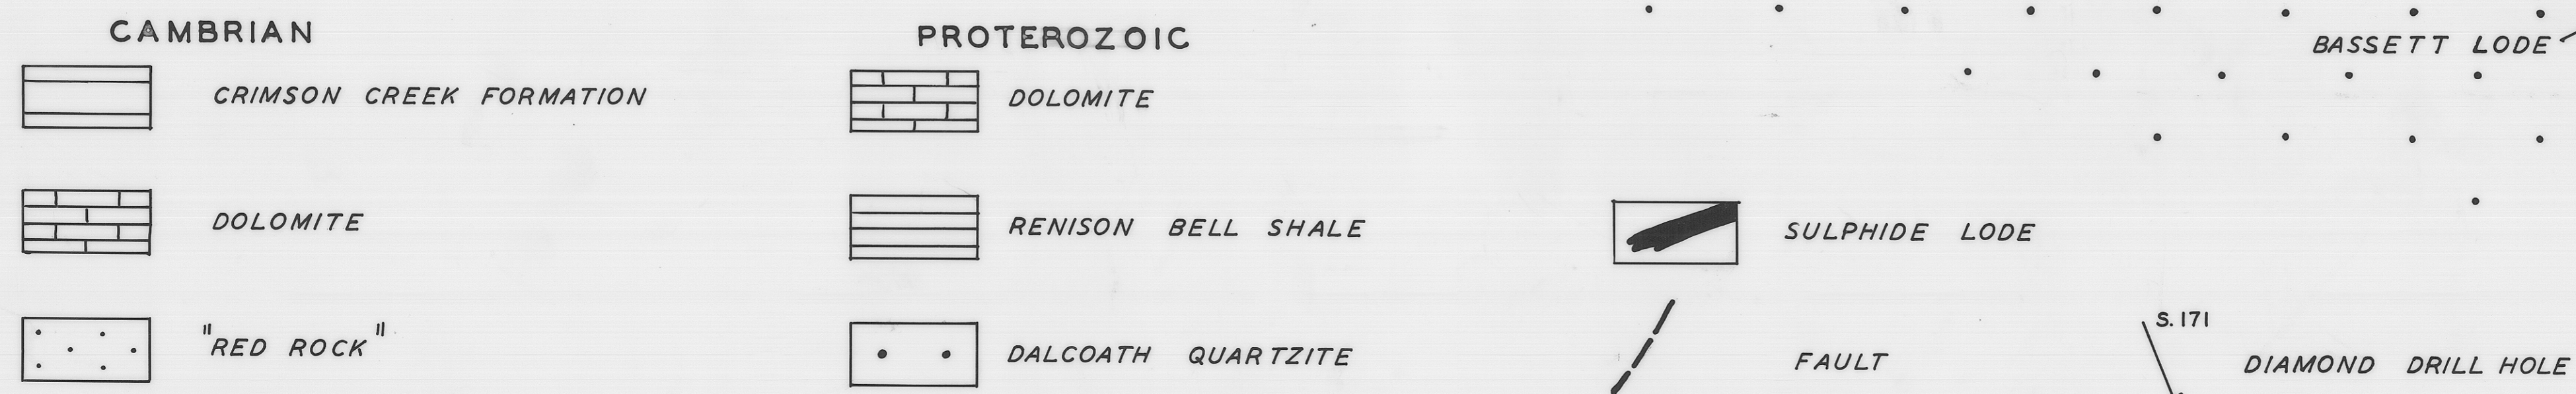 CAMBRIAN
CRIMSON CREEK FORMATION
DOLOMITE
"RED ROCK"
PROTEROZOIC
DOLOMITE
RENISON BELL SHALE
DALCOATH QUARTZITE
BASSETT LODE
SULPHIDE LODE
FAULT
S.171
DIAMOND DRILL HOLE